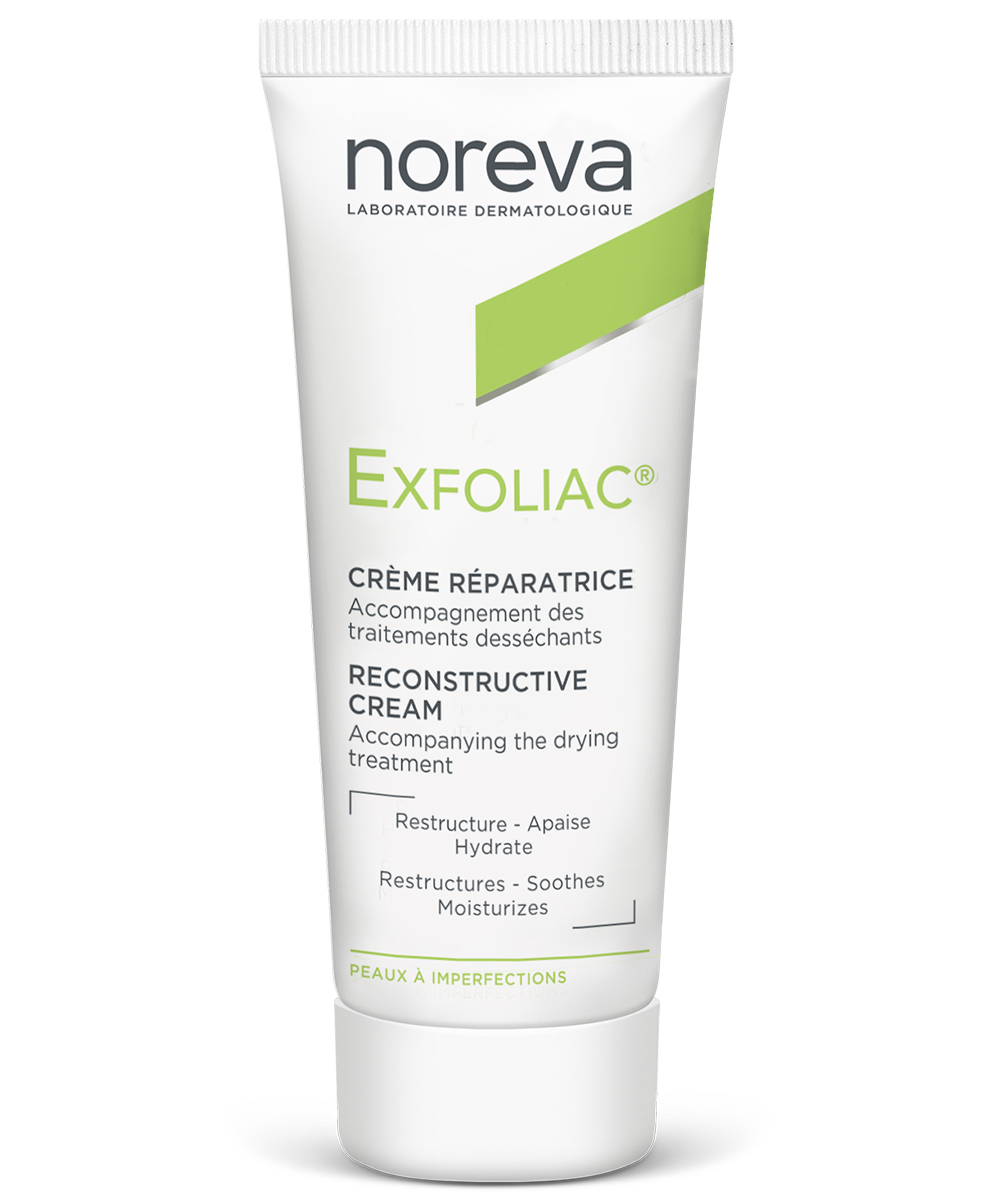 noreva
LABORATOIRE DERMATOLOGIQUE
EXFOLIAC®
CRÈME RÉPARATRICE
Accompagnement des
traitements desséchants
RECONSTRUCTIVE
CREAM
Accompanying the drying
treatment
Restructure - Apaise
Hydrate
Restructures - Soothes
Moisturizes
PEAUX À IMPERFECTIONS